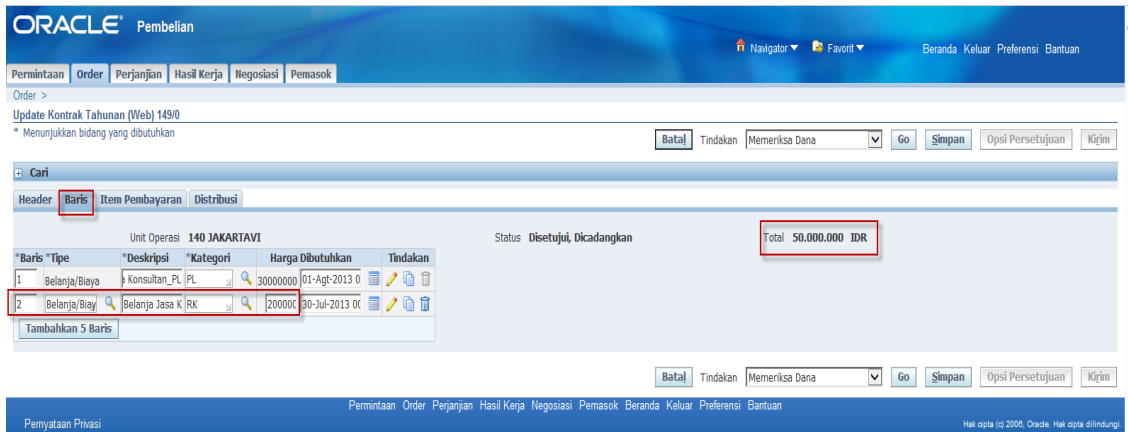 ORACLE Pembelian
Navigator Favorit Beranda Keluar Preferensi Bantuan
Permintaan Order Perjanjian Hasil Kerja Negosiasi Pemasok
Order >
Update Kontrak Tahunan (Web) 149/0
* Menunjukkan bidang yang dibutuhkan
Batal Tindakan Memeriksa Dana Go Simpan Opsi Persetujuan Kirim
Cari
Header Baris Item Pembayaran Distribusi
Unit Operasi 140 JAKARTAVI Status Disetujui, Dicadangkan Total 50.000.000 IDR
*Baris *Tipe *Deskripsi *Kategori Harga Dibutuhkan Tindakan
1 Belanja/Biaya Konsultan_PL PL 30000000 01-Agt-2013 0
2 Belanja/Biay Belanja Jasa K RK 200000 30-Jul-2013 00
Tambahkan 5 Baris
Batal Tindakan Memeriksa Dana Go Simpan Opsi Persetujuan Kirim
Permintaan Order Perjanjian Hasil Kerja Negosiasi Pemasok Beranda Keluar Preferensi Bantuan
Pernyataan Privasi Hak cipta (c) 2006, Oracle. Hak cipta dilindungi.